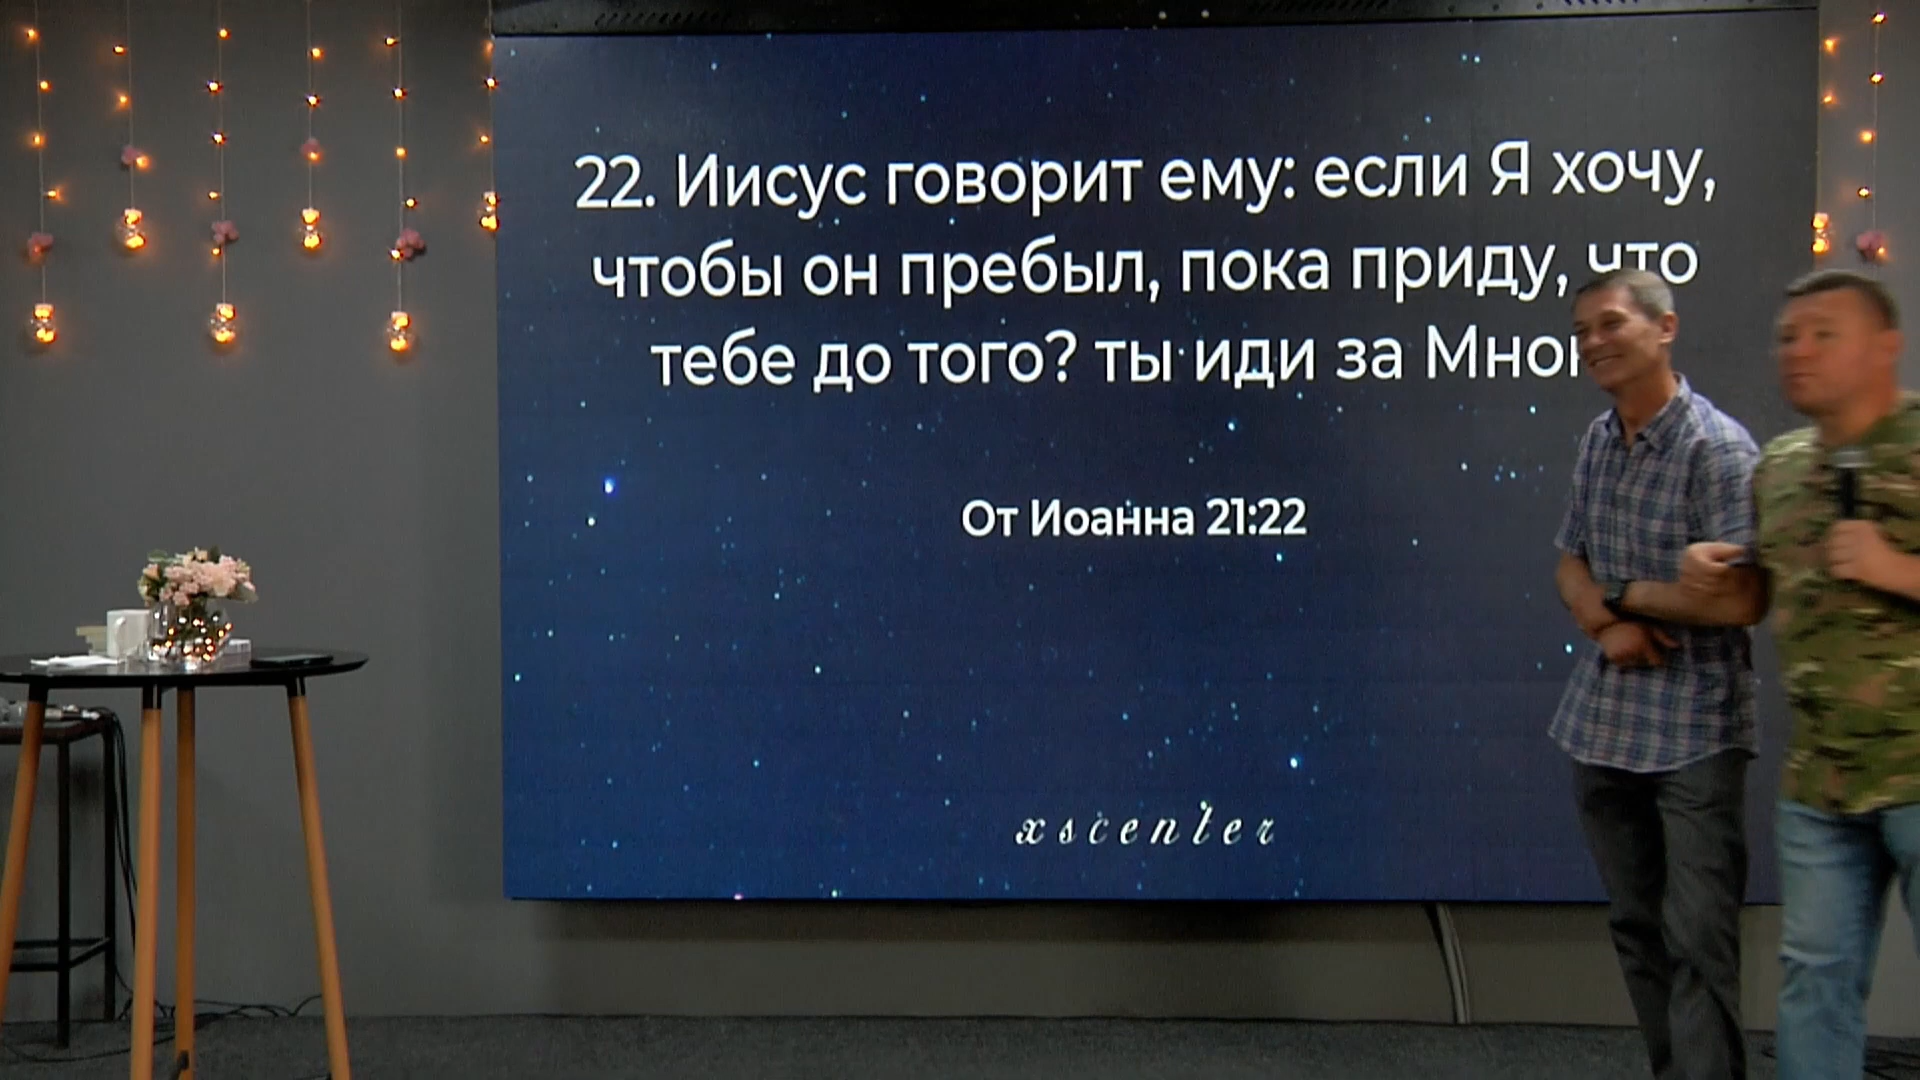 22. Иисус говорит ему: если Я хочу,
чтобы он пребыл, пока приду, что
тебе до того? ты иди за
От Иоанна 21:22
xscenter